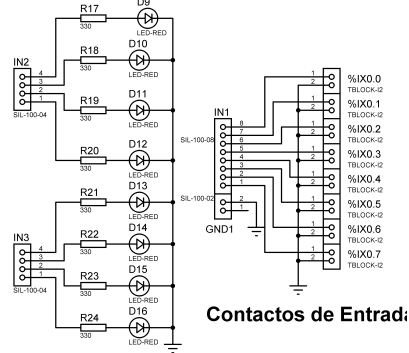 R17
330
D9
LED-RED
R18
330
D10
LED-RED
IN2
4
3
2
1
SIL-100-04
R19
330
D11
LED-RED
R20
330
D12
LED-RED
R21
330
D13
LED-RED
R22
330
D14
LED-RED
IN3
4
3
2
1
SIL-100-04
R23
330
D15
LED-RED
R24
330
D16
LED-RED
IN1
8
7
6
5
4
3
2
1
SIL-100-08
SIL-100-02
2
1
GND1
1
2
%IX0.0
TBLOCK-I2
1
2
%IX0.1
TBLOCK-I2
1
2
%IX0.2
TBLOCK-I2
1
2
%IX0.3
TBLOCK-I2
1
2
%IX0.4
TBLOCK-I2
1
2
%IX0.5
TBLOCK-I2
1
2
%IX0.6
TBLOCK-I2
1
2
%IX0.7
TBLOCK-I2
Contactos de Entrada